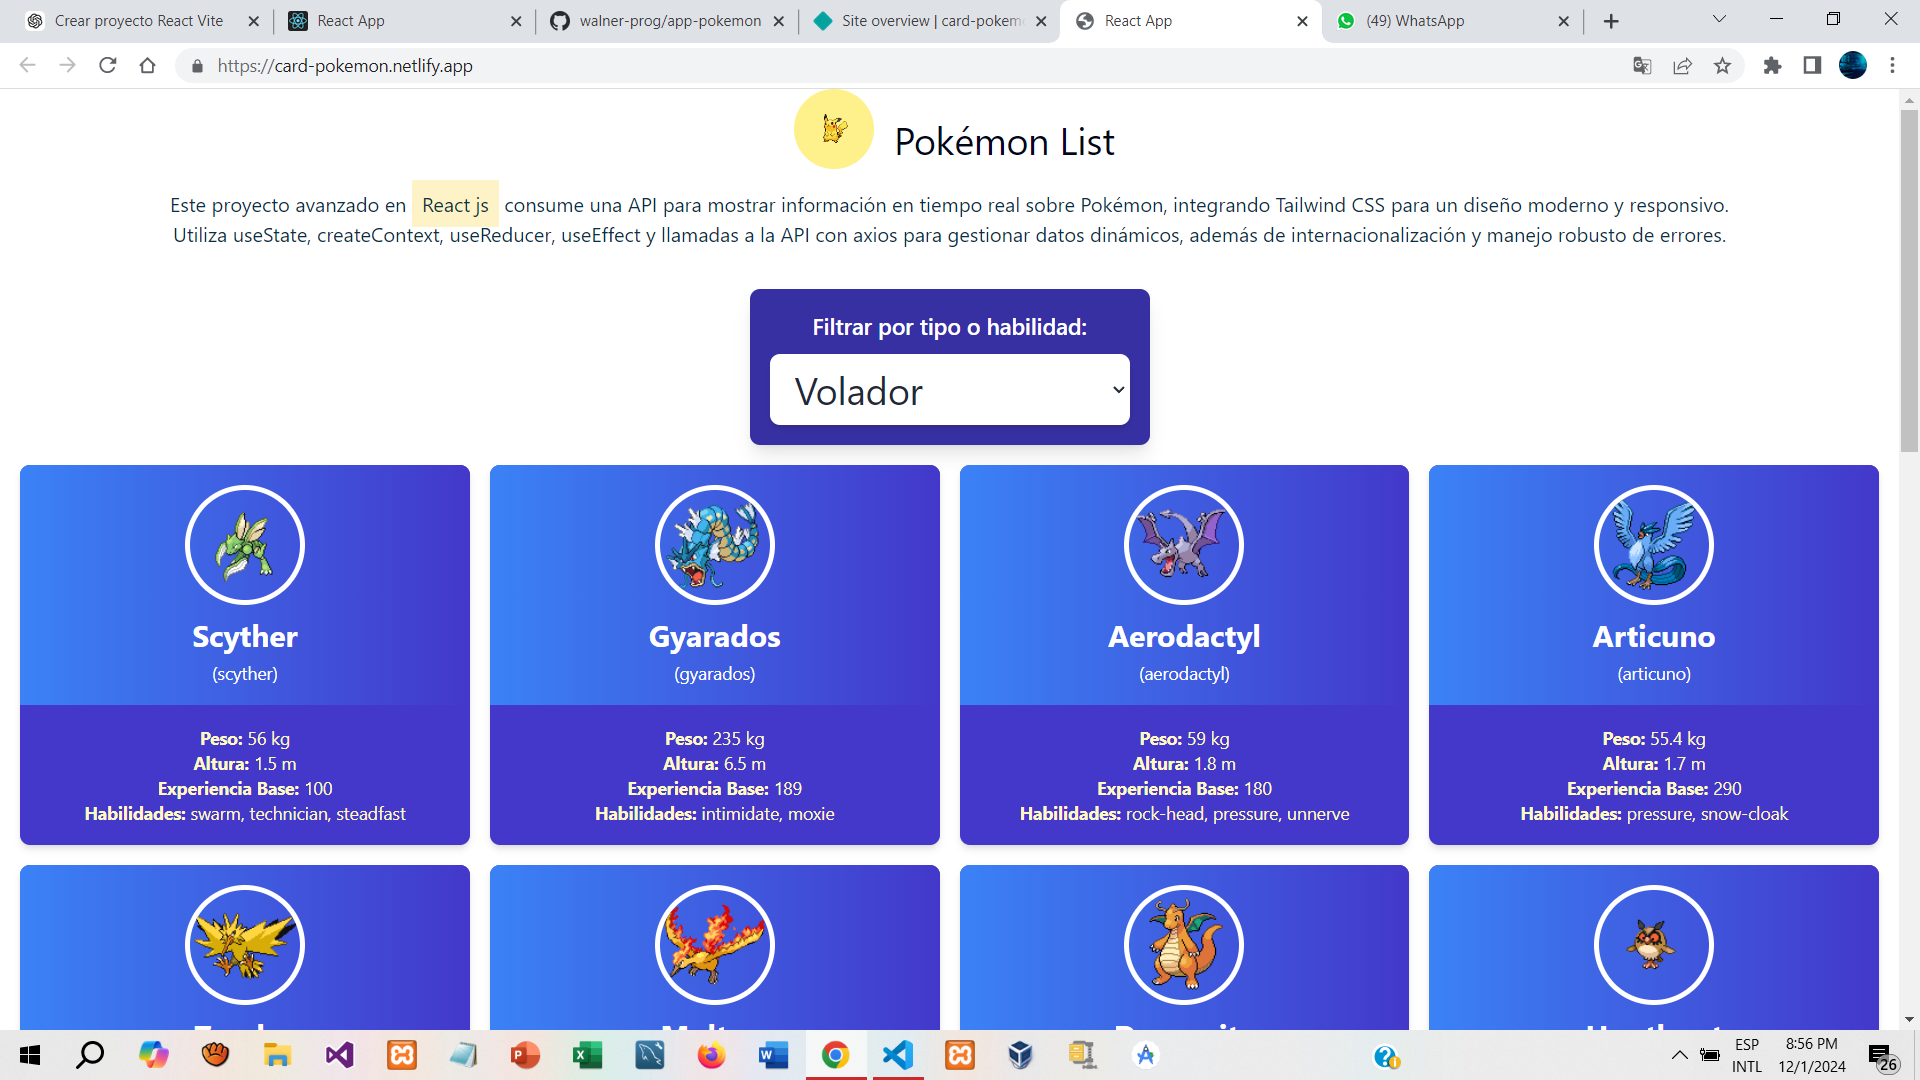 Crear proyecto React Vite
React App
walner-prog/app-pokemon
Site overview | card-pokem
React App
(49) WhatsApp
https://card-pokemon.netlify.app
Pokémon List
Este proyecto avanzado en React js consume una API para mostrar información en tiempo real sobre Pokémon, integrando Tailwind CSS para un diseño moderno y responsivo.
Utiliza useState, createContext, useReducer, useEffect y llamadas a la API con axios para gestionar datos dinámicos, además de internacionalización y manejo robusto de errores.
Filtrar por tipo o habilidad:
Volador
Scyther
(scyther)
Peso: 56 kg
Altura: 1.5 m
Experiencia Base: 100
Habilidades: swarm, technician, steadfast
Gyarados
(gyarados)
Peso: 235 kg
Altura: 6.5 m
Experiencia Base: 189
Habilidades: intimidate, moxie
Aerodactyl
(aerodactyl)
Peso: 59 kg
Altura: 1.8 m
Experiencia Base: 180
Habilidades: rock-head, pressure, unnerve
Articuno
(articuno)
Peso: 55.4 kg
Altura: 1.7 m
Experiencia Base: 290
Habilidades: pressure, snow-cloak
ESP
INTL
8:56 PM
12/1/2024
26